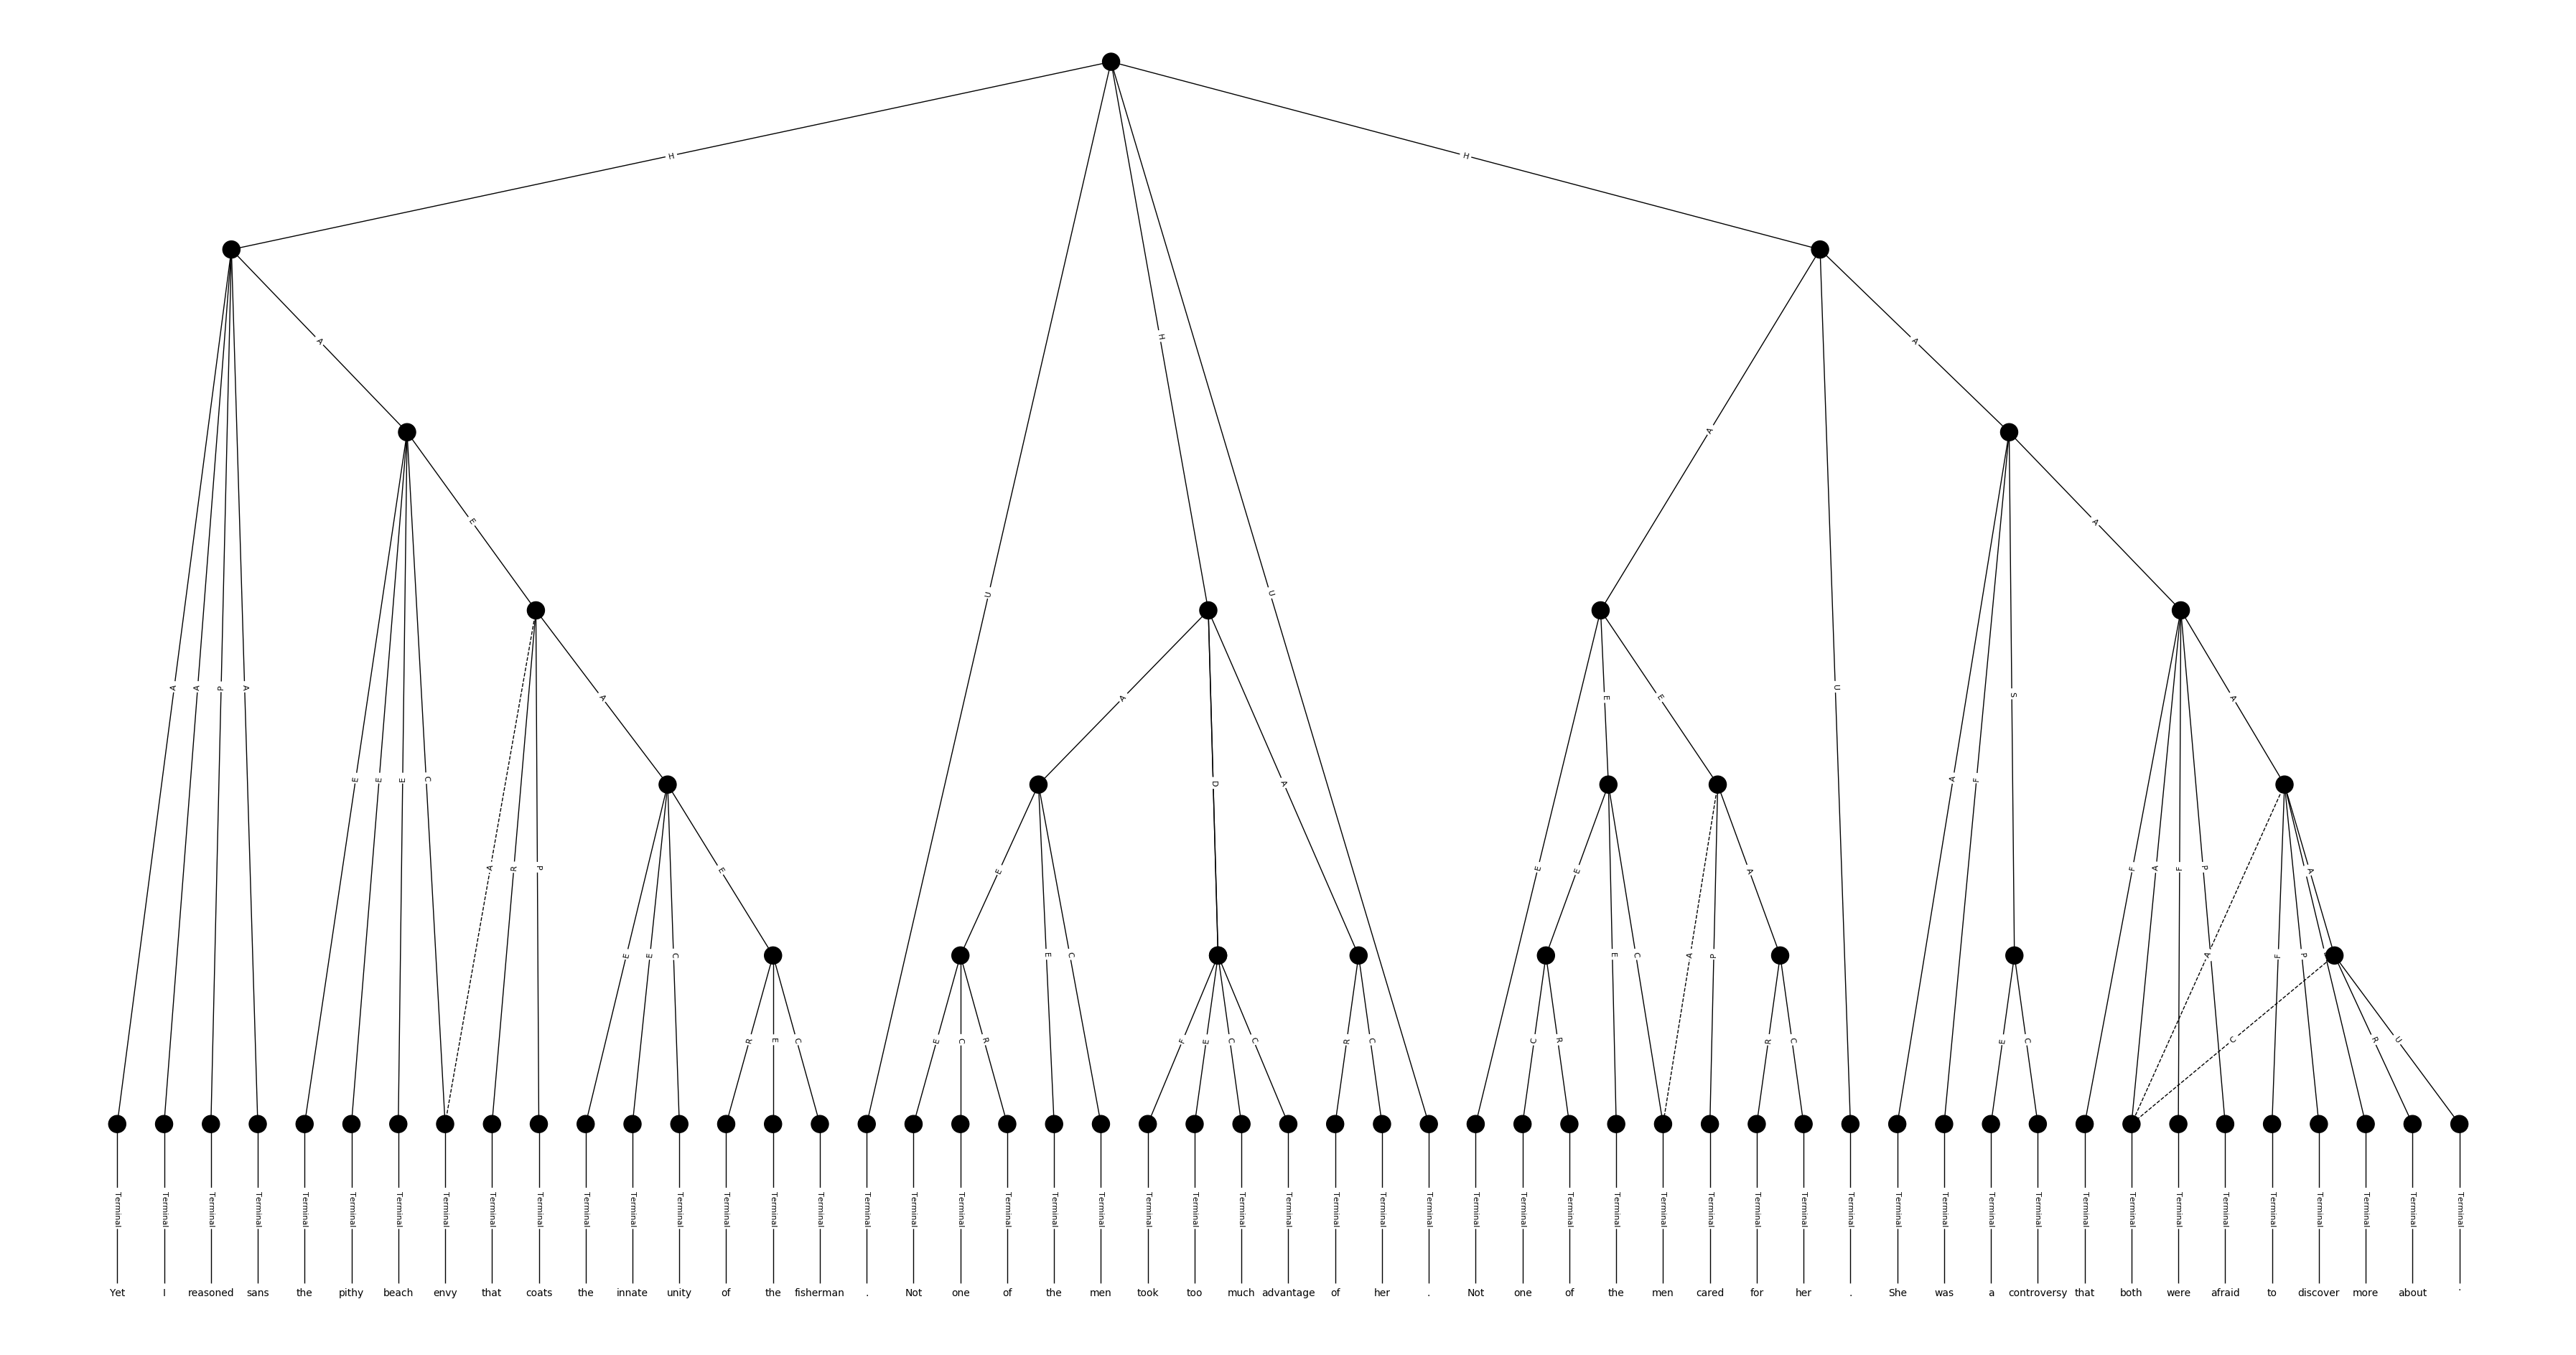 H H
H
A A
A
E A
U U
A A P A U
A A E E S A
E E E C D A A F
A R P E E E E A F A F P A
E E C E C E C A P A F P
R E C E C R F E C C R C C R R C E C C R U
Terminal Terminal Terminal Terminal Terminal Terminal Terminal Terminal Terminal Terminal Terminal Terminal Terminal Terminal Terminal Terminal Terminal Terminal Terminal Terminal Terminal Terminal Terminal Terminal Terminal Terminal Terminal Terminal Terminal Terminal Terminal Terminal Terminal Terminal Terminal Terminal Terminal Terminal Terminal Terminal Terminal Terminal Terminal Terminal Terminal Terminal Terminal Terminal Terminal Terminal Terminal
Yet I reasoned sans the pithy beach envy that coats the innate unity of the fisherman . Not one of the men took too much advantage of her . Not one of the men cared for her . She was a controversy that both were afraid to discover more about .